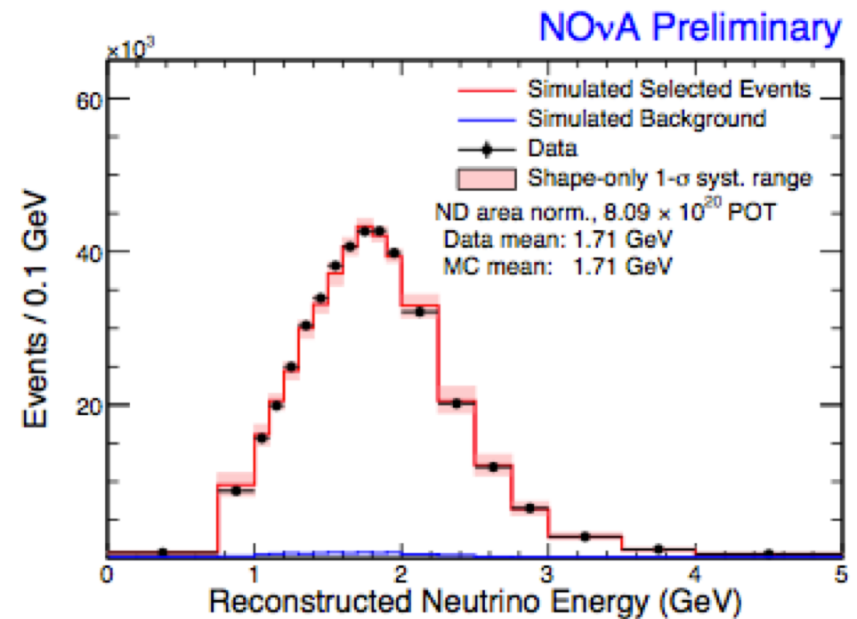 NOνA Preliminary
×10³
60
40
20
Events / 0.1 GeV
Simulated Selected Events
Simulated Background
Data
Shape-only 1-σ syst. range
ND area norm., 8.09 × 10²⁰ POT
Data mean: 1.71 GeV
MC mean: 1.71 GeV
0 1 2 3 4 5
Reconstructed Neutrino Energy (GeV)